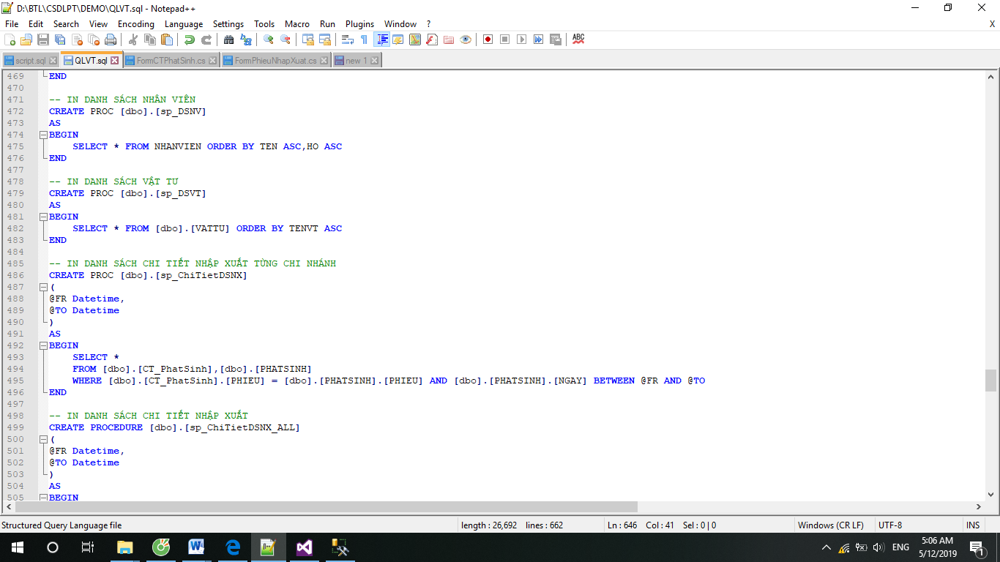 D:\BTL\CSDLPT\DEMO\QLVT.sql - Notepad++
File Edit Search View Encoding Language Settings Tools Macro Run Plugins Window ? X
script.sql QLVT.sql FormCTPhatSinh.cs FormPhieuNhapXuat.cs new 1
469 END
470
471 -- IN DANH SÁCH NHÂN VIÊN
472 CREATE PROC [dbo].[sp_DSNV]
473 AS
474 BEGIN
475 SELECT * FROM NHANVIEN ORDER BY TEN ASC,HO ASC
476 END
477
478 -- IN DANH SÁCH VẬT TƯ
479 CREATE PROC [dbo].[sp_DSVT]
480 AS
481 BEGIN
482 SELECT * FROM [dbo].[VATTU] ORDER BY TENVT ASC
483 END
484
485 -- IN DANH SÁCH CHI TIẾT NHẬP XUẤT TỪNG CHI NHÁNH
486 CREATE PROC [dbo].[sp_ChiTietDSNX]
487 (
488 @FR Datetime,
489 @TO Datetime
490 )
491 AS
492 BEGIN
493 SELECT *
494 FROM [dbo].[CT_PhatSinh],[dbo].[PHATSINH]
495 WHERE [dbo].[CT_PhatSinh].[PHIEU] = [dbo].[PHATSINH].[PHIEU] AND [dbo].[PHATSINH].[NGAY] BETWEEN @FR AND @TO
496 END
497
498 -- IN DANH SÁCH CHI TIẾT NHẬP XUẤT
499 CREATE PROCEDURE [dbo].[sp_ChiTietDSNX_ALL]
500 (
501 @FR Datetime,
502 @TO Datetime
503 )
504 AS
505 BEGIN
Structured Query Language file length : 26,692 lines : 662 Ln : 646 Col : 41 Sel : 0 | 0 Windows (CR LF) UTF-8 INS
ENG 5:06 AM
5/12/2019 1